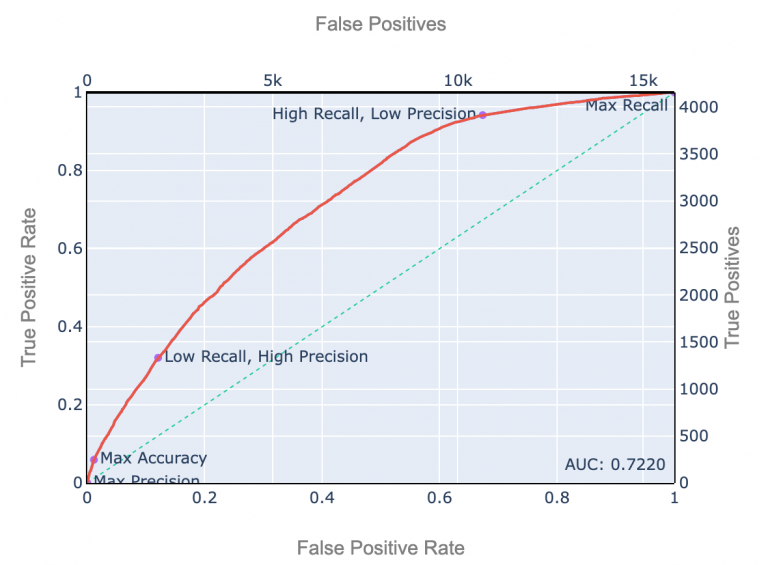 False Positives
0 5k 10k 15k
1 High Recall, Low Precision Max Recall 4000
0.8 3500
3000
0.6 2500
0.4 2000
Low Recall, High Precision 1500
0.2 1000
Max Accuracy 500
AUC: 0.7220
0 Max Precision 0
0 0.2 0.4 0.6 0.8 1
True Positive Rate
True Positives
False Positive Rate